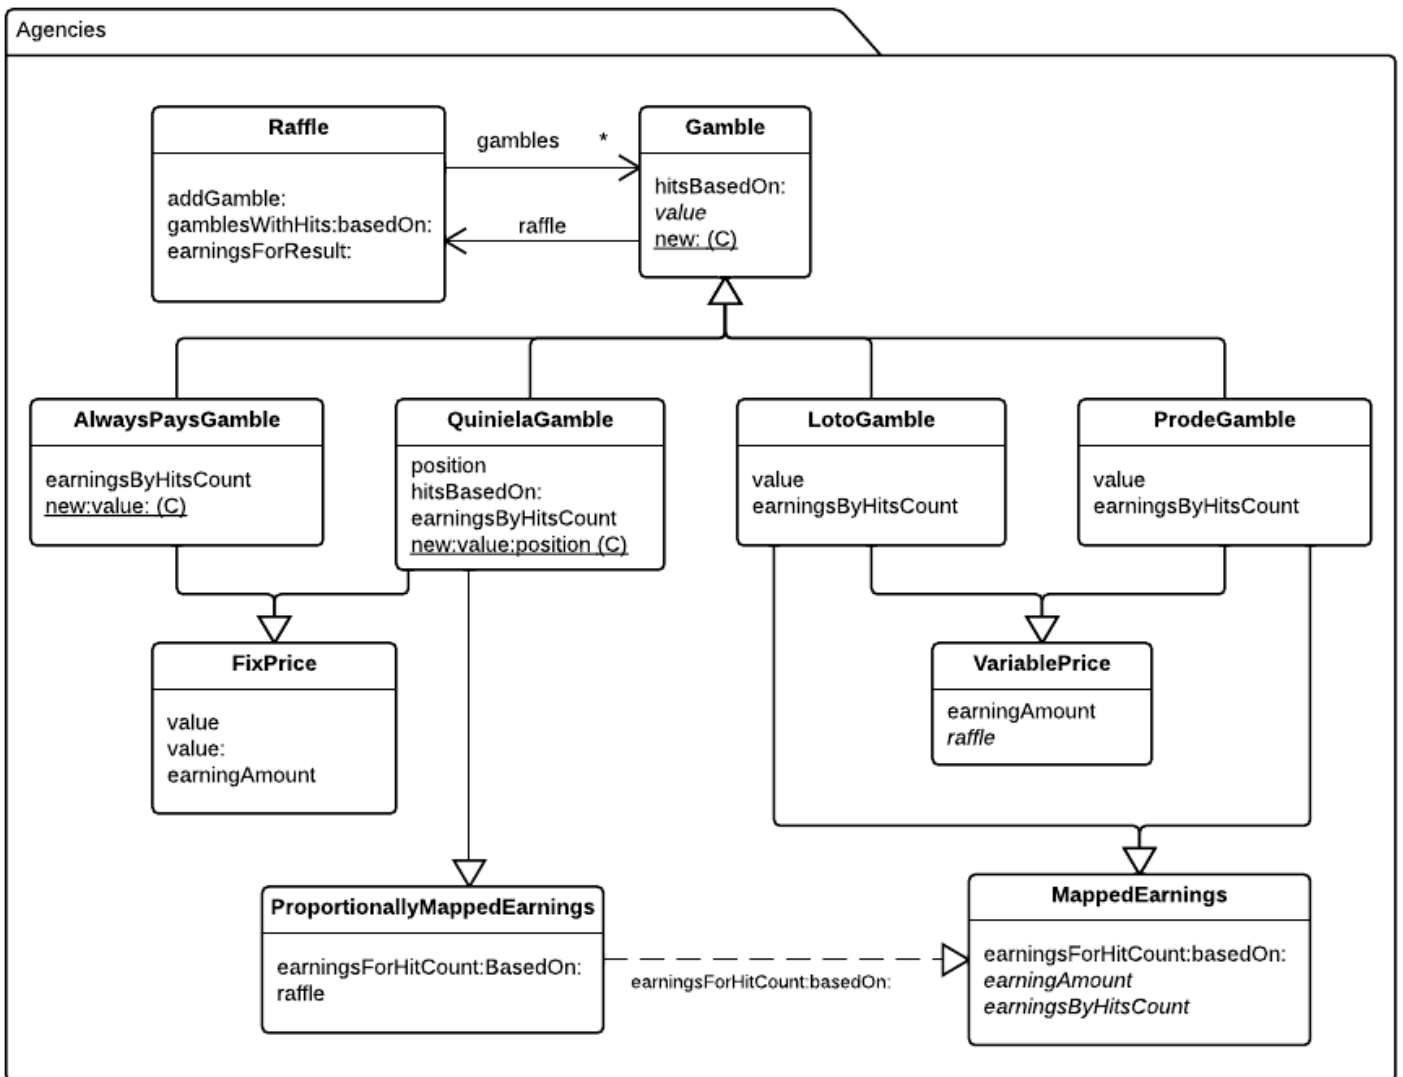 Agencies
Raffle
addGamble:
gamblesWithHits:basedOn:
earningsForResult:
gambles *
raffle
Gamble
hitsBasedOn:
value
new: (C)
AlwaysPaysGamble
earningsByHitsCount
new:value: (C)
QuinielaGamble
position
hitsBasedOn:
earningsByHitsCount
new:value:position (C)
LotoGamble
value
earningsByHitsCount
ProdeGamble
value
earningsByHitsCount
FixPrice
value
value:
earningAmount
VariablePrice
earningAmount
raffle
ProportionallyMappedEarnings
earningsForHitCount:BasedOn:
raffle
earningsForHitCount:basedOn:
MappedEarnings
earningsForHitCount:basedOn:
earningAmount
earningsByHitsCount